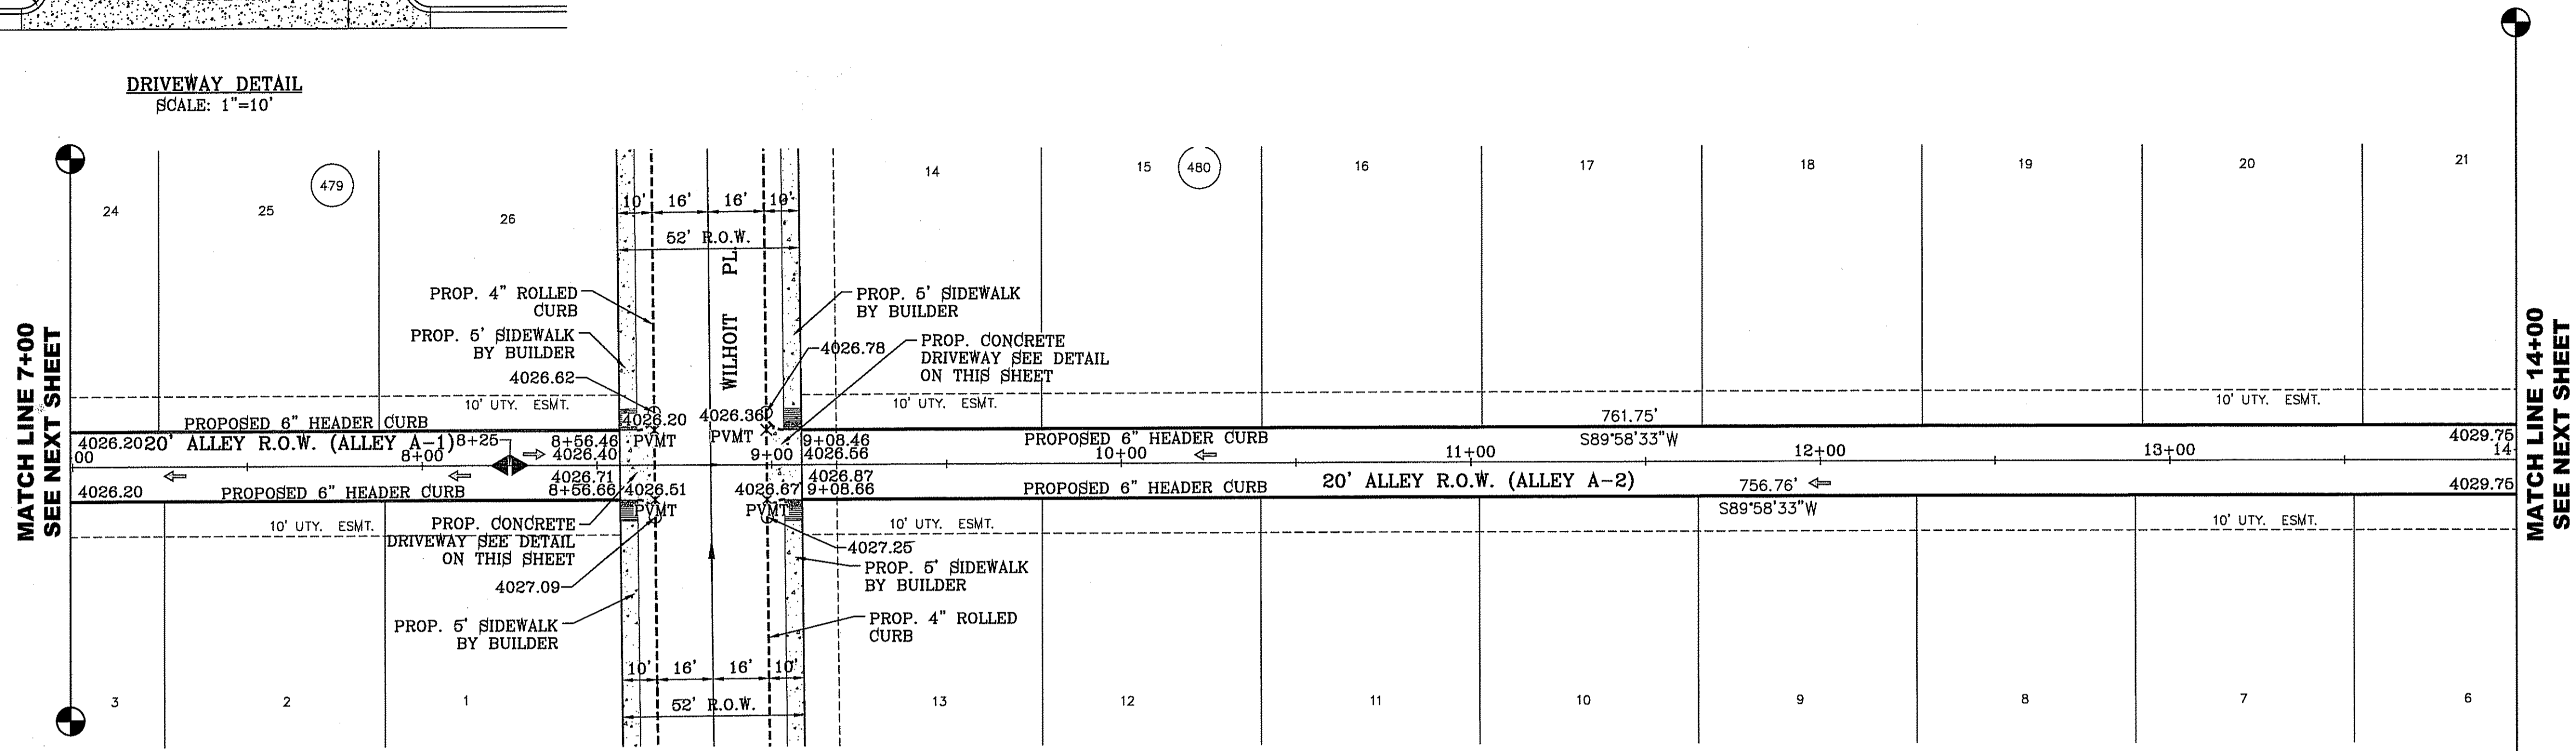 DRIVEWAY DETAIL
SCALE: 1"=10'
MATCH LINE 7+00
SEE NEXT SHEET
24
25
479
26
14
15
480
16
17
18
19
20
21
10'
16'
16'
10'
52' R.O.W.
WILHOIT PL.
PROP. 4" ROLLED
CURB
PROP. 5' SIDEWALK
BY BUILDER
4026.62
PROP. 5' SIDEWALK
BY BUILDER
4026.78
PROP. CONCRETE
DRIVEWAY SEE DETAIL
ON THIS SHEET
10' UTY. ESMT.
10' UTY. ESMT.
10' UTY. ESMT.
PROPOSED 6" HEADER CURB
4026.20
PVMT
4026.36
PVMT
761.75'
4026.20
20' ALLEY R.O.W. (ALLEY A-1)
8+25
8+56.46
4026.40
9+08.46
4026.56
PROPOSED 6" HEADER CURB
S89°58'33"W
4029.75
00
8+00
9+00
10+00
11+00
12+00
13+00
14
4026.71
8+56.66
4026.87
9+08.66
4026.20
PROPOSED 6" HEADER CURB
4026.51
PVMT
4026.67
PVMT
PROPOSED 6" HEADER CURB
20' ALLEY R.O.W. (ALLEY A-2)
756.76'
4029.75
S89°58'33"W
10' UTY. ESMT.
10' UTY. ESMT.
10' UTY. ESMT.
PROP. CONCRETE
DRIVEWAY SEE DETAIL
ON THIS SHEET
4027.09
4027.25
PROP. 5' SIDEWALK
BY BUILDER
PROP. 5' SIDEWALK
BY BUILDER
PROP. 4" ROLLED
CURB
10'
16'
16'
10'
52' R.O.W.
3
2
1
13
12
11
10
9
8
7
6
MATCH LINE 14+00
SEE NEXT SHEET